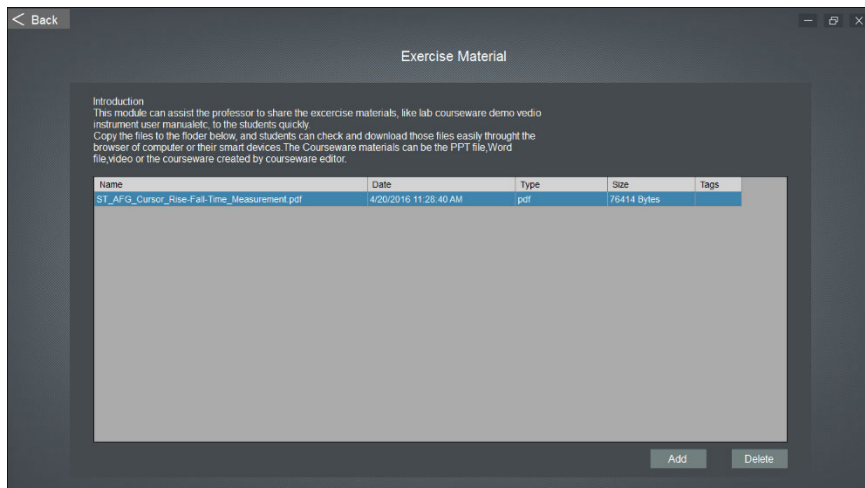 < Back
Exercise Material
Introduction
This module can assist the professor to share the excercise materials, like lab courseware demo vedio
instrument user manualetc, to the students quickly.
Copy the files to the floder below, and students can check and download those files easily throught the
browser of computer or their smart devices.The Courseware materials can be the PPT file,Word
file,video or the courseware created by courseware editor.
Name Date Type Size Tags
ST_AFG_Cursor_Rise-Fall-Time_Measurement.pdf 4/20/2016 11:28:40 AM pdf 76414 Bytes
Add Delete